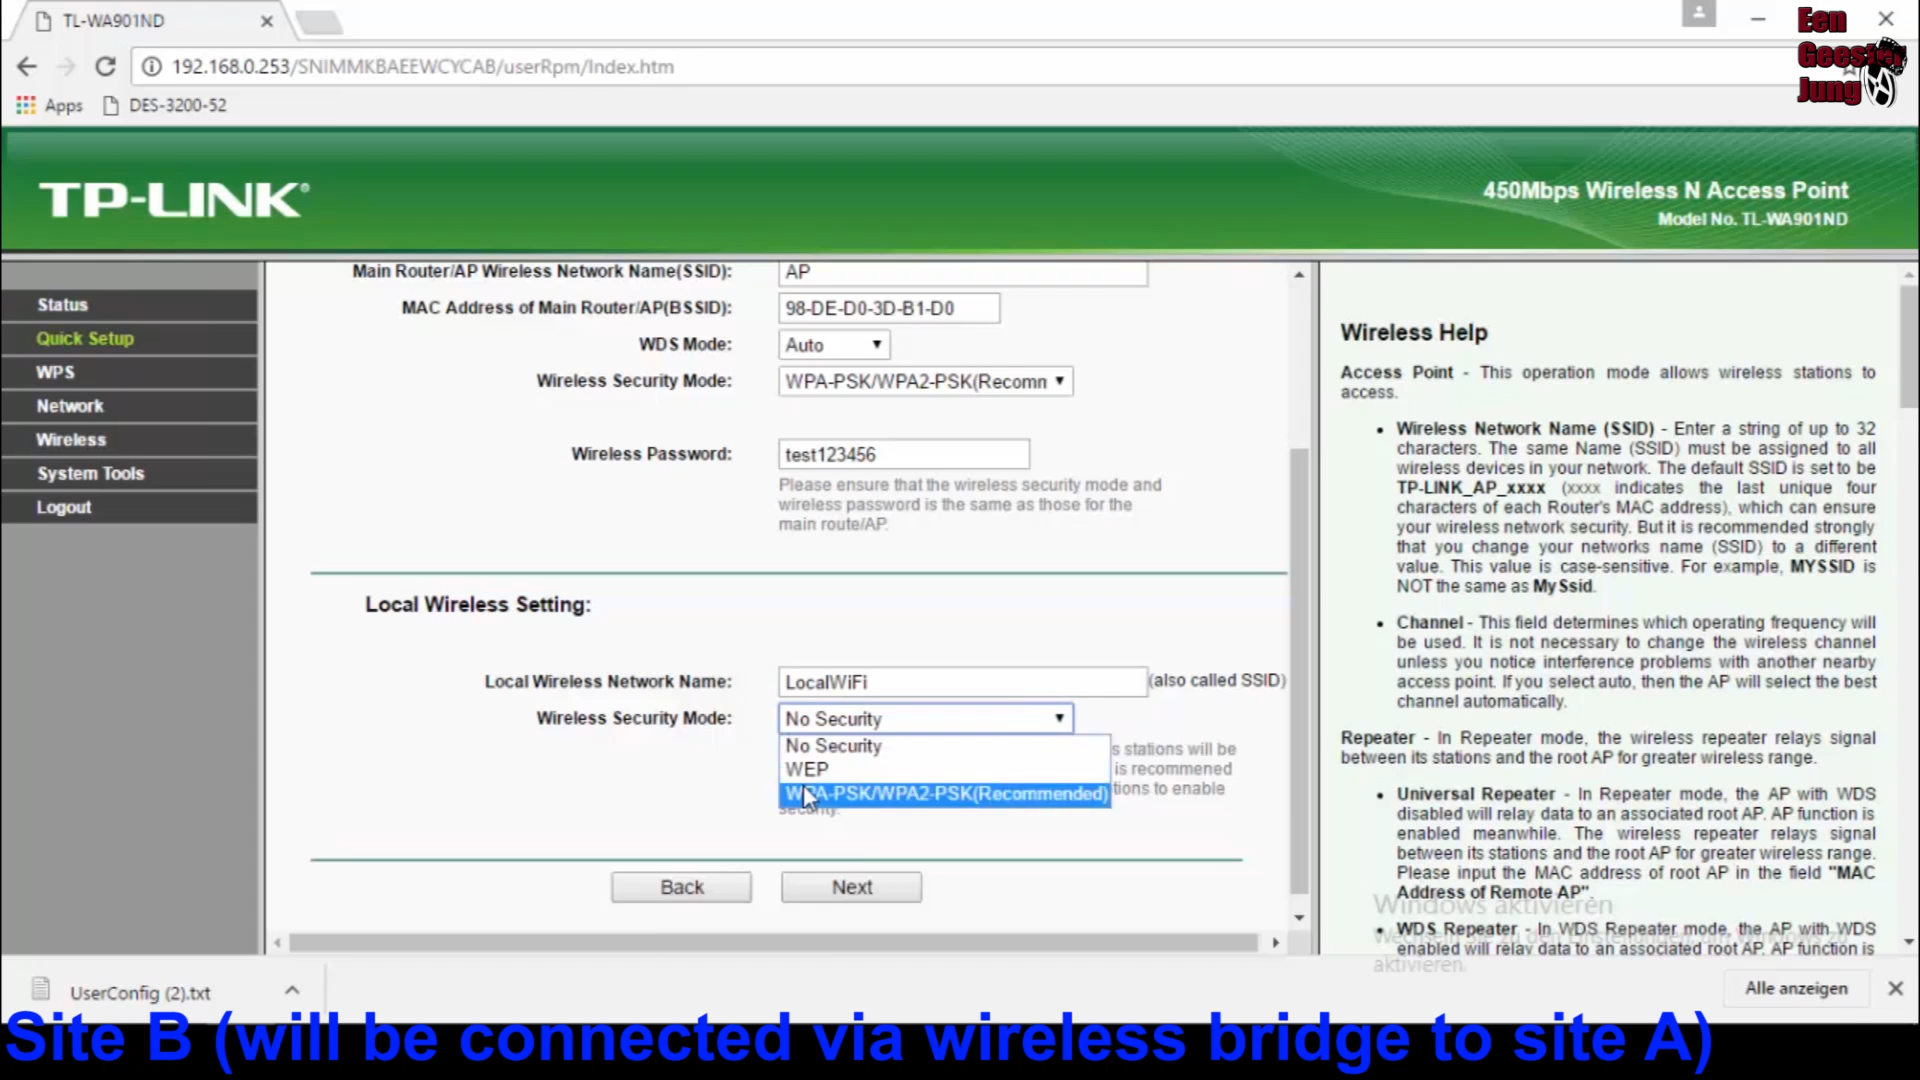 TL-WA901ND
192.168.0.253/SNIMMKBAEEWCYCAB/userRpm/Index.htm
Apps
DES-3200-52
Een
Geester
Jung
TP-LINK®
450Mbps Wireless N Access Point
Model No. TL-WA901ND
Status
Quick Setup
WPS
Network
Wireless
System Tools
Logout
Main Router/AP Wireless Network Name(SSID): AP
MAC Address of Main Router/AP(BSSID): 98-DE-D0-3D-B1-D0
WDS Mode: Auto
Wireless Security Mode: WPA-PSK/WPA2-PSK(Recomn
Wireless Password: test123456
Please ensure that the wireless security mode and
wireless password is the same as those for the
main route/AP.
Local Wireless Setting:
Local Wireless Network Name: LocalWiFi (also called SSID)
Wireless Security Mode: No Security
No Security
WEP
WPA-PSK/WPA2-PSK(Recommended)
s stations will be
is recommened
tions to enable
security.
Back
Next
Wireless Help
Access Point - This operation mode allows wireless stations to
access.
• Wireless Network Name (SSID) - Enter a string of up to 32
characters. The same Name (SSID) must be assigned to all
wireless devices in your network. The default SSID is set to be
TP-LINK_AP_xxxx (xxxx indicates the last unique four
characters of each Router's MAC address), which can ensure
your wireless network security. But it is recommended strongly
that you change your networks name (SSID) to a different
value. This value is case-sensitive. For example, MYSSID is
NOT the same as MySsid.
• Channel - This field determines which operating frequency will
be used. It is not necessary to change the wireless channel
unless you notice interference problems with another nearby
access point. If you select auto, then the AP will select the best
channel automatically.
Repeater - In Repeater mode, the wireless repeater relays signal
between its stations and the root AP for greater wireless range.
• Universal Repeater - In Repeater mode, the AP with WDS
disabled will relay data to an associated root AP. AP function is
enabled meanwhile. The wireless repeater relays signal
between its stations and the root AP for greater wireless range.
Please input the MAC address of root AP in the field "MAC
Address of Remote AP".
• WDS Repeater - In WDS Repeater mode, the AP with WDS
enabled will relay data to an associated root AP. AP function is
Windows aktivieren
Wechseln Sie zu den Einstellungen, um Windows zu
aktivieren.
UserConfig (2).txt
Alle anzeigen
Site B (will be connected via wireless bridge to site A)